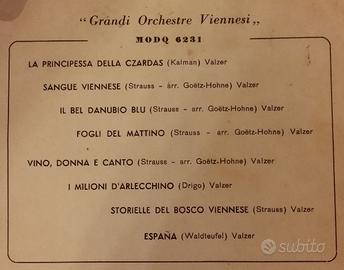 “Grandi Orchestre Viennesi„
MODQ 6231
LA PRINCIPESSA DELLA CZARDAS (Kalman) Valzer
SANGUE VIENNESE (Strauss - arr. Goëtz-Hohne) Valzer
IL BEL DANUBIO BLU (Strauss - arr. Goëtz-Hohne) Valzer
FOGLI DEL MATTINO (Strauss - arr. Goëtz-Hohne) Valzer
VINO, DONNA E CANTO (Strauss - arr. Goëtz-Hohne) Valzer
I MILIONI D'ARLECCHINO (Drigo) Valzer
STORIELLE DEL BOSCO VIENNESE (Strauss) Valzer
ESPAÑA (Waldteufel) Valzer
subito